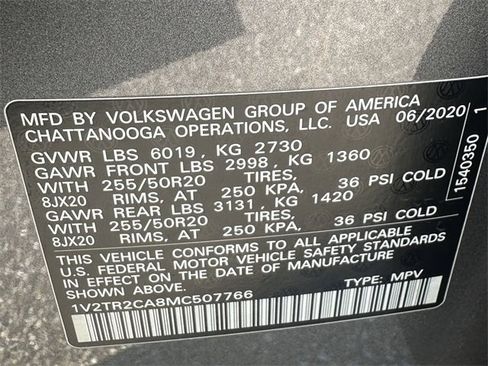 MFD BY VOLKSWAGEN GROUP OF AMERICA
CHATTANOOGA OPERATIONS, LLC. USA 06/2020
GVWR LBS 6019, KG 2730
GAWR FRONT LBS 2998, KG 1360
WITH 255/50R20 TIRES,
8JX20 RIMS, AT 250 KPA, 36 PSI COLD
GAWR REAR LBS 3131, KG 1420
WITH 255/50R20 TIRES,
8JX20 RIMS, AT 250 KPA, 36 PSI COLD
THIS VEHICLE CONFORMS TO ALL APPLICABLE
U.S. FEDERAL MOTOR VEHICLE SAFETY STANDARDS
IN EFFECT ON THE DATE OF MANUFACTURE
SHOWN ABOVE.
1V2TR2CA8MC507766 TYPE: MPV
1540350 1